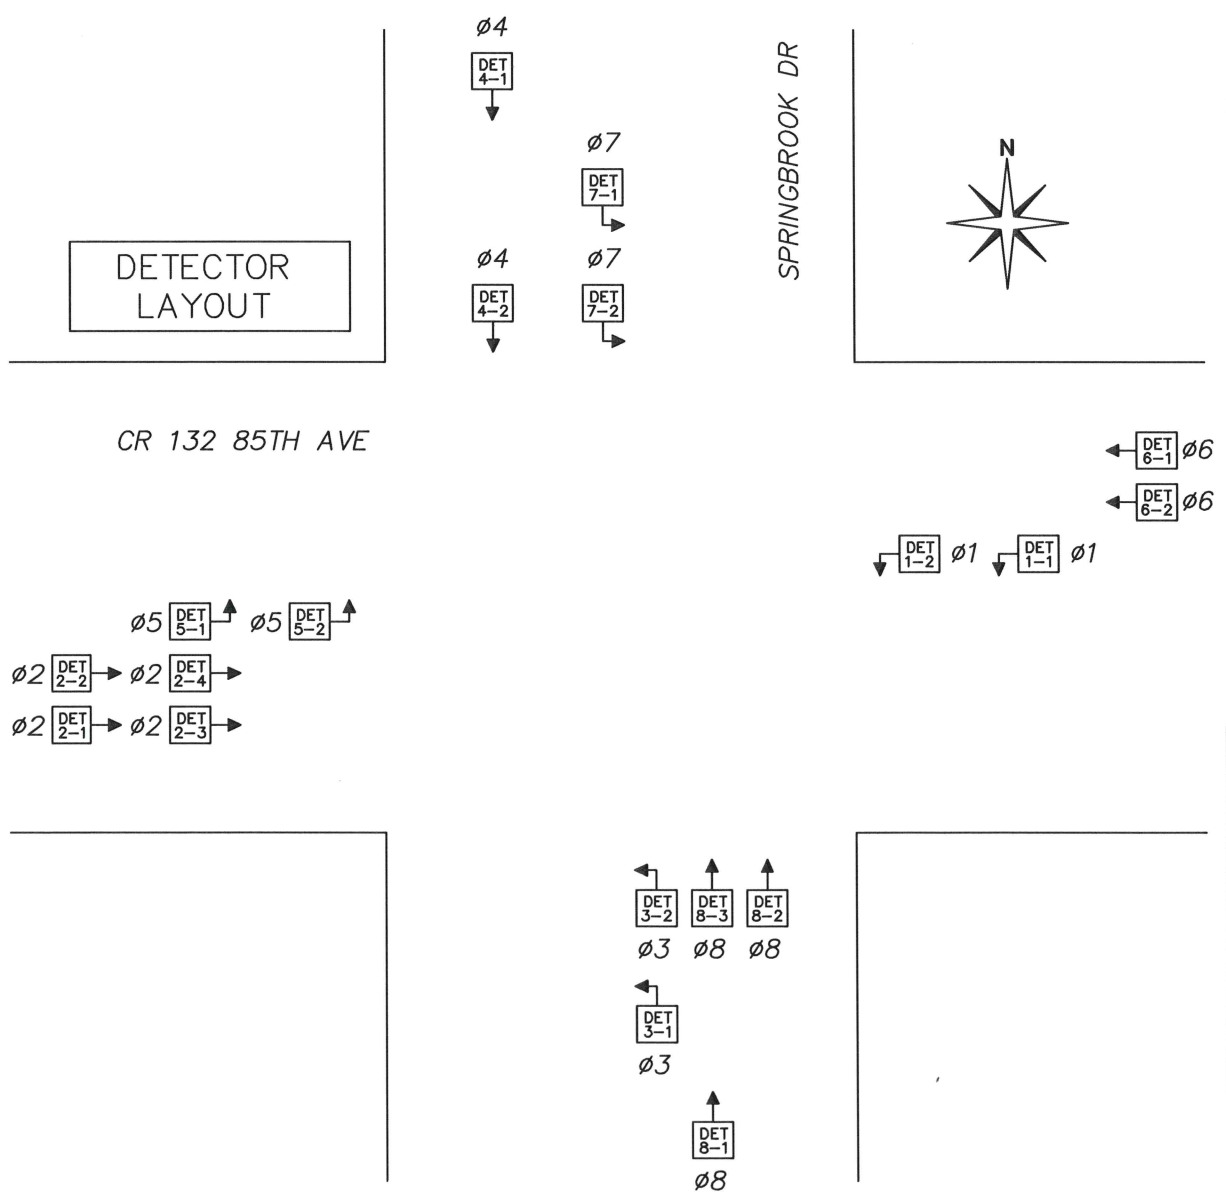 ø4
DET
4-1
SPRINGBROOK DR
ø7
DET
7-1
N
DETECTOR
LAYOUT
ø4
DET
4-2
ø7
DET
7-2
CR 132 85TH AVE
DET
6-1
ø6
DET
6-2
ø6
DET
1-2
ø1
DET
1-1
ø1
ø5
DET
5-1
ø5
DET
5-2
ø2
DET
2-2
ø2
DET
2-4
ø2
DET
2-1
ø2
DET
2-3
DET
3-2
ø3
DET
8-3
ø8
DET
8-2
ø8
DET
3-1
ø3
DET
8-1
ø8